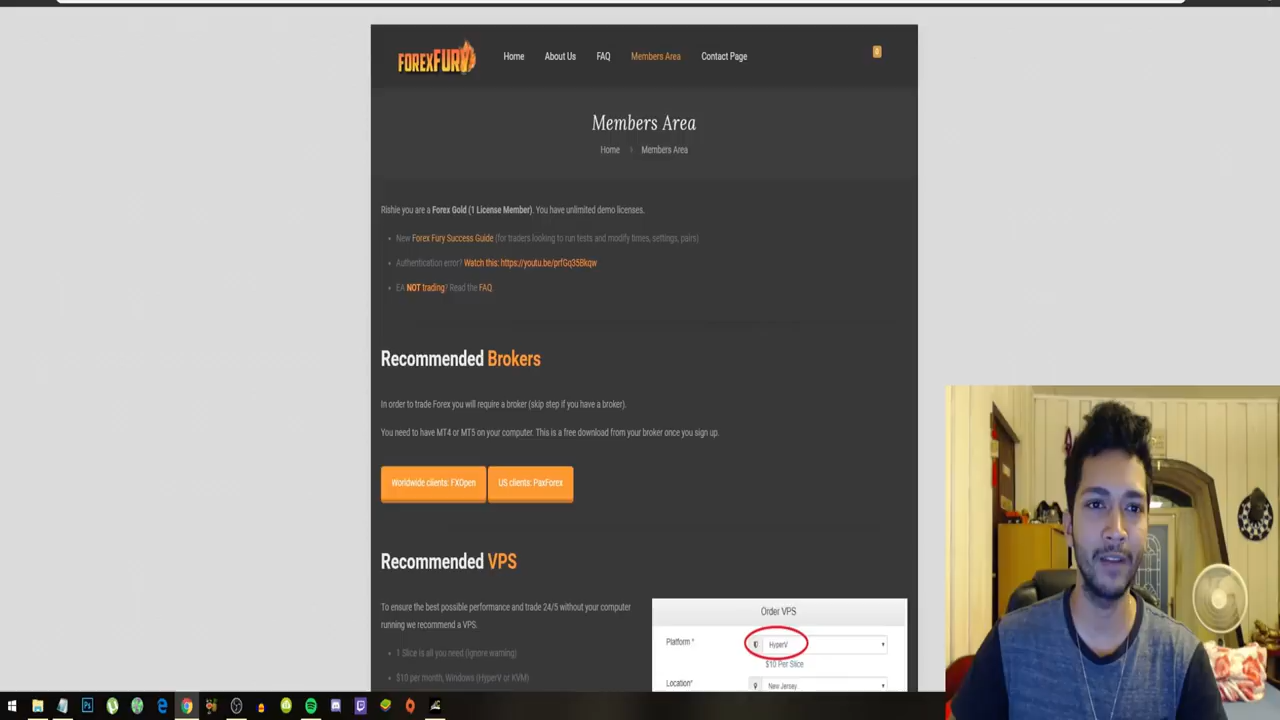 FOREXFURY
Home
About Us
FAQ
Members Area
Contact Page
0
Members Area
Home
Members Area
Rishie you are a Forex Gold (1 License Member). You have unlimited demo licenses.
New Forex Fury Success Guide (for traders looking to run tests and modify times, settings, pairs)
Authentication error? Watch this: https://youtu.be/prfGq35Bkqw
EA NOT trading? Read the FAQ.
Recommended Brokers
In order to trade Forex you will require a broker (skip step if you have a broker).
You need to have MT4 or MT5 on your computer. This is a free download from your broker once you sign up.
Worldwide clients: FXOpen
US clients: PaxForex
Recommended VPS
To ensure the best possible performance and trade 24/5 without your computer
running we recommend a VPS.
1 Slice is all you need (ignore warning)
$10 per month, Windows (HyperV or KVM)
Order VPS
Platform *
HyperV
$10 Per Slice
Location*
New Jersey